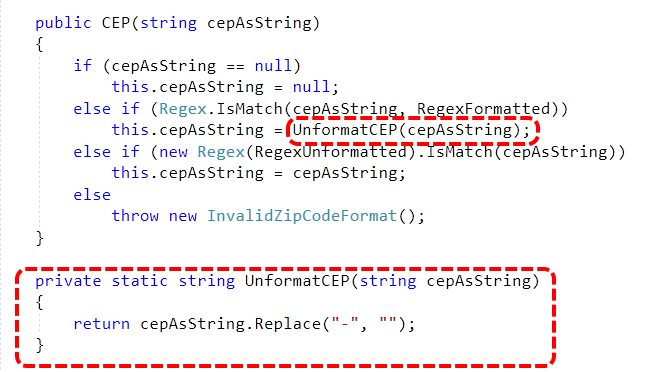 public CEP(string cepAsString)
{
    if (cepAsString == null)
        this.cepAsString = null;
    else if (Regex.IsMatch(cepAsString, RegexFormatted))
        this.cepAsString = UnformatCEP(cepAsString);
    else if (new Regex(RegexUnformatted).IsMatch(cepAsString))
        this.cepAsString = cepAsString;
    else
        throw new InvalidZipCodeFormat();
}
private static string UnformatCEP(string cepAsString)
{
    return cepAsString.Replace("-", "");
}